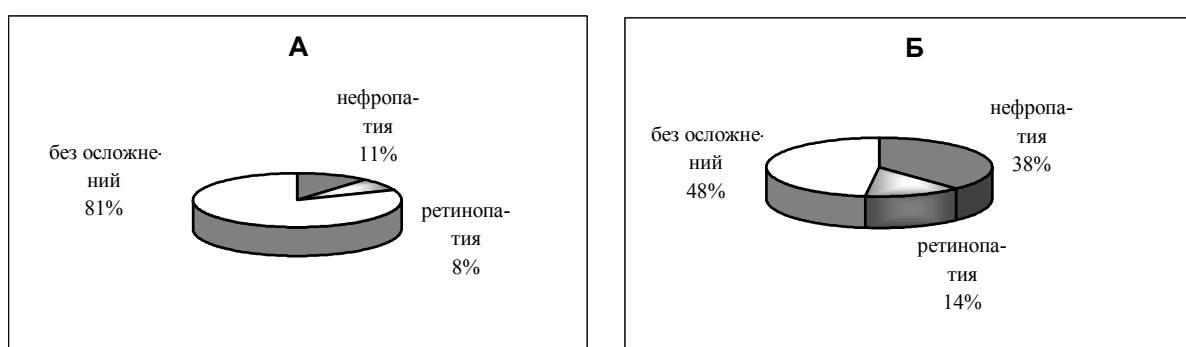 А
нефропа-
тия
11%
без осложне-
ний
81%
ретинопа-
тия
8%
Б
нефропа-
тия
38%
без осложне-
ний
48%
ретинопа-
тия
14%